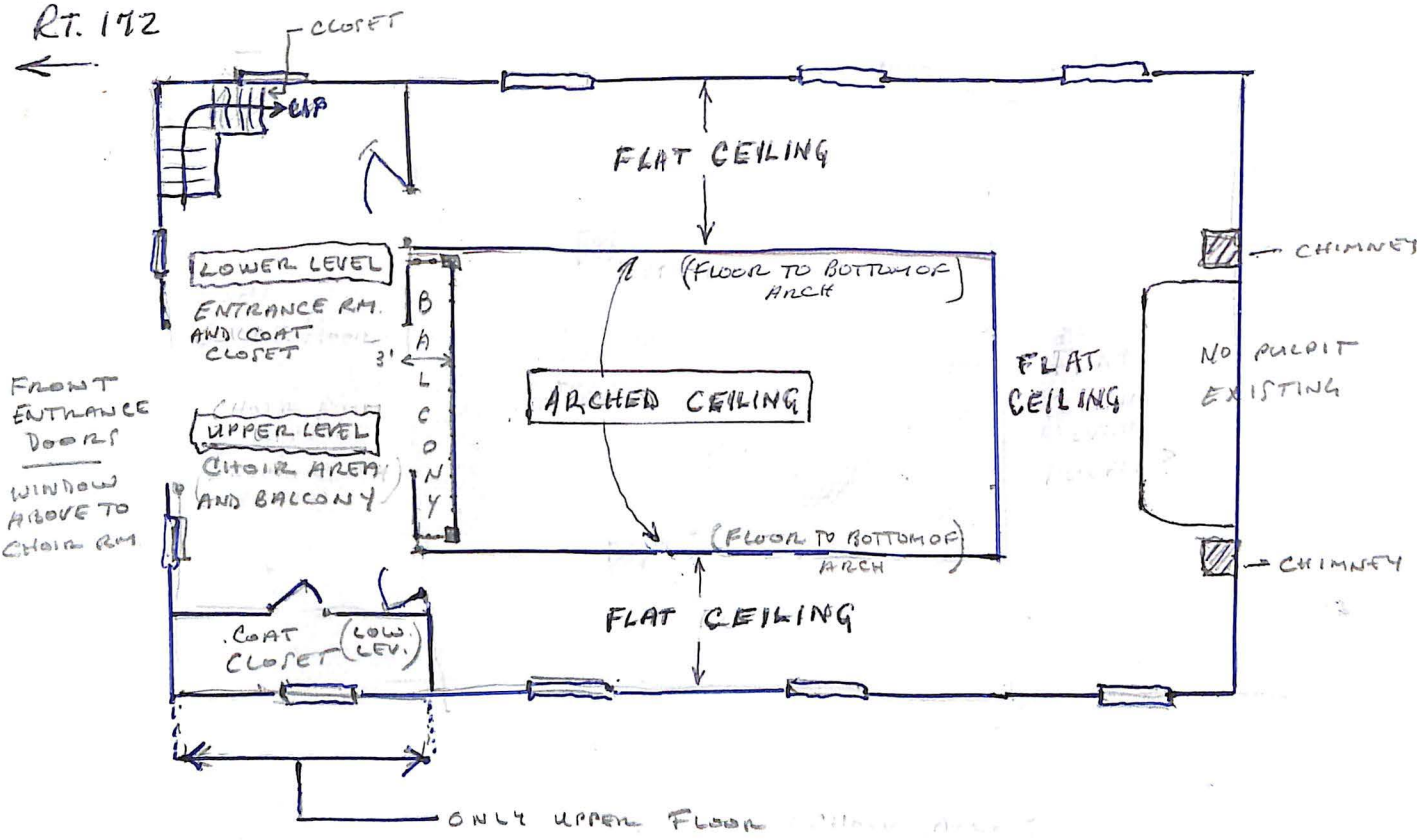 RT. 172
CLOSET
UP
FLAT CEILING
LOWER LEVEL
ENTRANCE RM.
AND COAT
CLOSET
BALCONY
3'
(FLOOR TO BOTTOM OF
ARCH)
CHIMNEY
FRONT
ENTRANCE
DOORS
WINDOW
ABOVE TO
CHOIR RM
UPPER LEVEL
CHOIR AREA
AND BALCONY
ARCHED CEILING
FLAT
CEILING
NO PULPIT
EXISTING
(FLOOR TO BOTTOM OF)
ARCH
CHIMNEY
FLAT CEILING
COAT
CLOSET
(LOW.
LEV.)
ONLY UPPER FLOOR